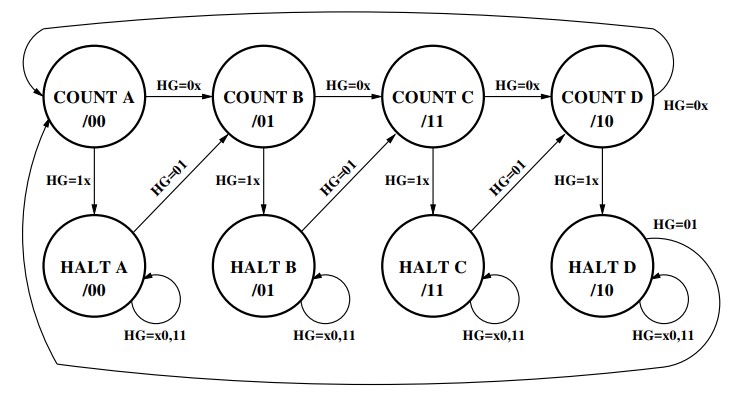 COUNT A
/00
HG=0x
COUNT B
/01
HG=0x
COUNT C
/11
HG=0x
COUNT D
/10
HG=0x
HG=1x
HG=01
HG=1x
HG=01
HG=1x
HG=01
HG=1x
HG=01
HALT A
/00
HALT B
/01
HALT C
/11
HALT D
/10
HG=x0,11
HG=x0,11
HG=x0,11
HG=x0,11